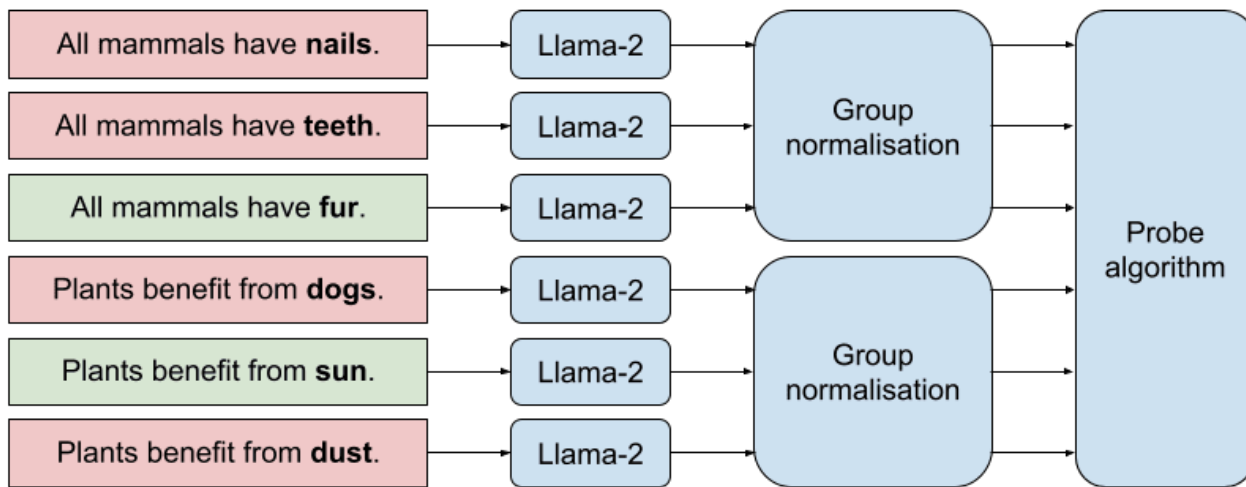 All mammals have nails.
Llama-2
All mammals have teeth.
Llama-2
All mammals have fur.
Llama-2
Group
normalisation
Plants benefit from dogs.
Llama-2
Plants benefit from sun.
Llama-2
Plants benefit from dust.
Llama-2
Group
normalisation
Probe
algorithm